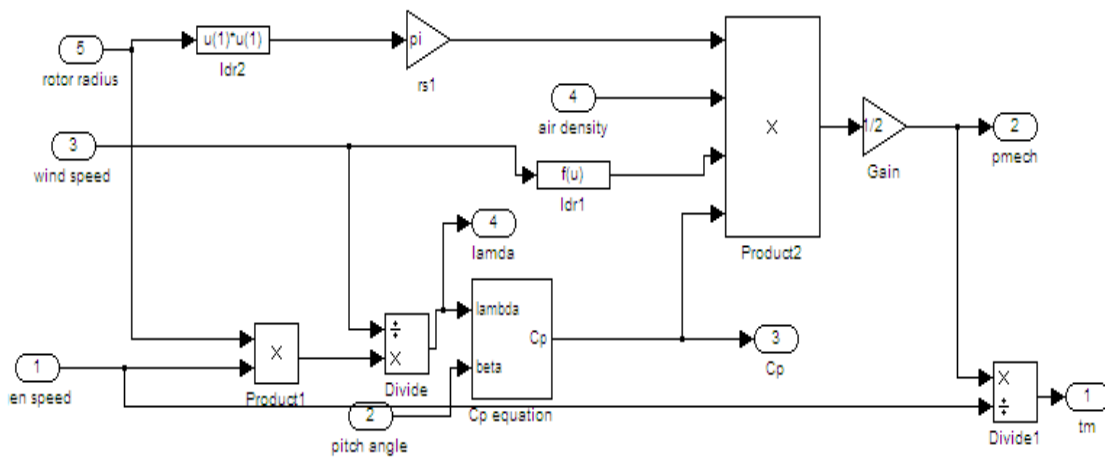 5
rotor radius
u(1)*u(1)
Idr2
pi
rs1
4
air density
3
wind speed
f(u)
Idr1
X
Product2
1/2
Gain
2
pmech
4
lamda
÷
X
Divide
lambda
beta
Cp
Cp equation
3
Cp
X
Product1
1
en speed
2
pitch angle
X
÷
Divide1
1
tm